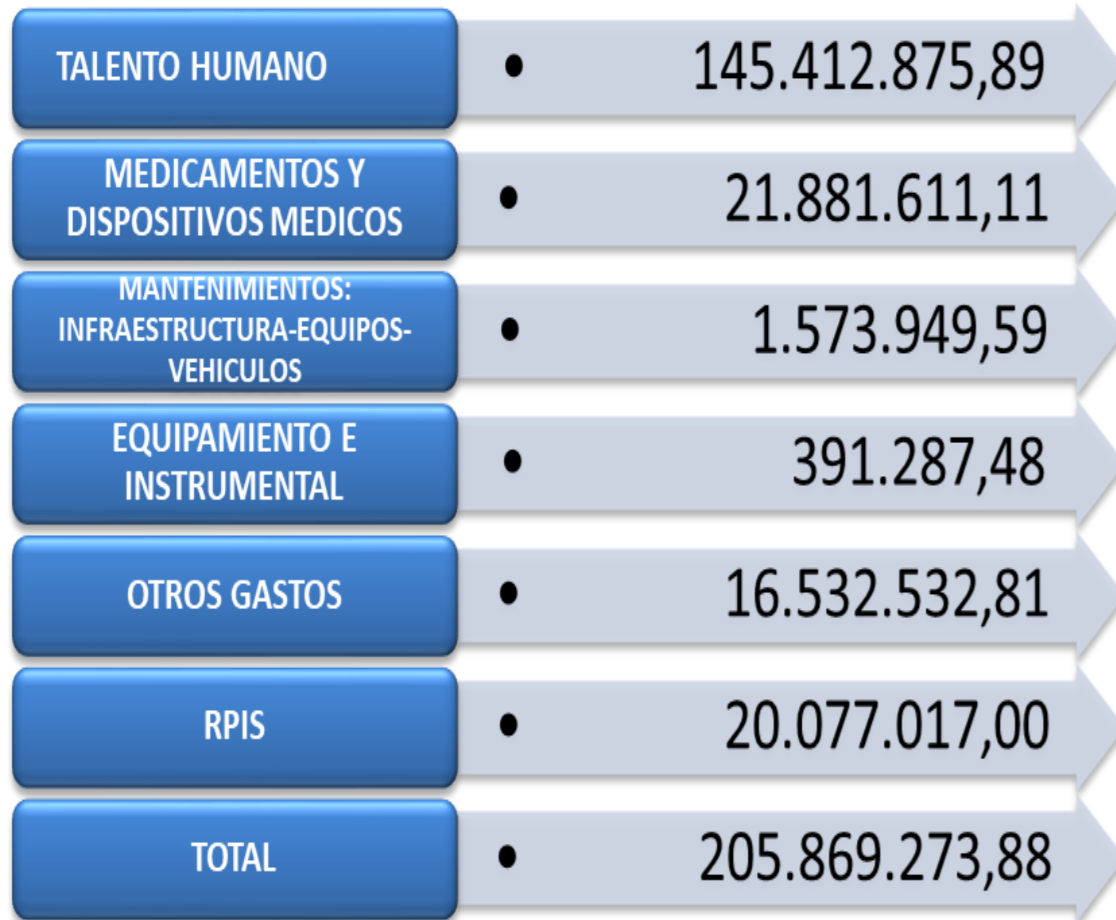 TALENTO HUMANO
• 145.412.875,89
MEDICAMENTOS Y
DISPOSITIVOS MEDICOS
• 21.881.611,11
MANTENIMIENTOS:
INFRAESTRUCTURA-EQUIPOS-
VEHICULOS
• 1.573.949,59
EQUIPAMIENTO E
INSTRUMENTAL
• 391.287,48
OTROS GASTOS
• 16.532.532,81
RPIS
• 20.077.017,00
TOTAL
• 205.869.273,88